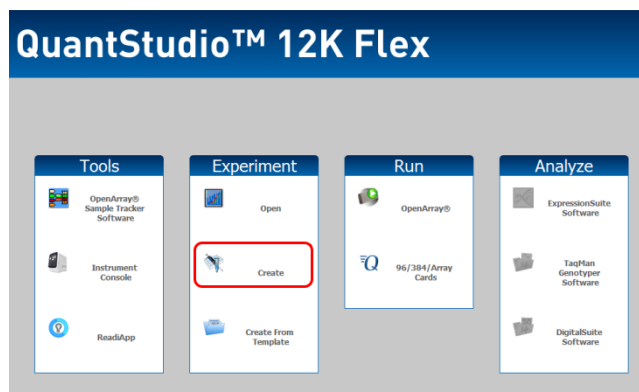 QuantStudio™ 12K Flex
Tools
OpenArray®
Sample Tracker
Software
Instrument
Console
ReadiApp
Experiment
Open
Create
Create From
Template
Run
OpenArray®
96/384/Array
Cards
Analyze
ExpressionSuite
Software
TaqMan
Genotyper
Software
DigitalSuite
Software